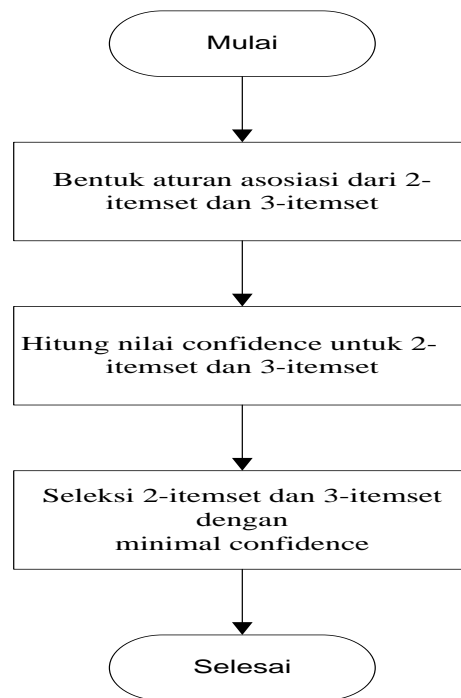 Mulai
Bentuk aturan asosiasi dari 2-
itemset dan 3-itemset
Hitung nilai confidence untuk 2-
itemset dan 3-itemset
Seleksi 2-itemset dan 3-itemset
dengan
minimal confidence
Selesai